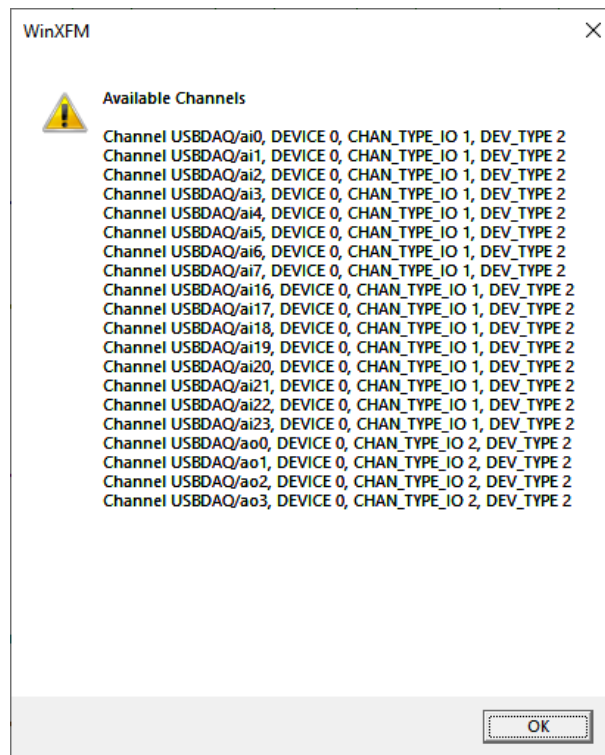 WinXFM
Available Channels
Channel USBDAQ/ai0, DEVICE 0, CHAN_TYPE_IO 1, DEV_TYPE 2
Channel USBDAQ/ai1, DEVICE 0, CHAN_TYPE_IO 1, DEV_TYPE 2
Channel USBDAQ/ai2, DEVICE 0, CHAN_TYPE_IO 1, DEV_TYPE 2
Channel USBDAQ/ai3, DEVICE 0, CHAN_TYPE_IO 1, DEV_TYPE 2
Channel USBDAQ/ai4, DEVICE 0, CHAN_TYPE_IO 1, DEV_TYPE 2
Channel USBDAQ/ai5, DEVICE 0, CHAN_TYPE_IO 1, DEV_TYPE 2
Channel USBDAQ/ai6, DEVICE 0, CHAN_TYPE_IO 1, DEV_TYPE 2
Channel USBDAQ/ai7, DEVICE 0, CHAN_TYPE_IO 1, DEV_TYPE 2
Channel USBDAQ/ai16, DEVICE 0, CHAN_TYPE_IO 1, DEV_TYPE 2
Channel USBDAQ/ai17, DEVICE 0, CHAN_TYPE_IO 1, DEV_TYPE 2
Channel USBDAQ/ai18, DEVICE 0, CHAN_TYPE_IO 1, DEV_TYPE 2
Channel USBDAQ/ai19, DEVICE 0, CHAN_TYPE_IO 1, DEV_TYPE 2
Channel USBDAQ/ai20, DEVICE 0, CHAN_TYPE_IO 1, DEV_TYPE 2
Channel USBDAQ/ai21, DEVICE 0, CHAN_TYPE_IO 1, DEV_TYPE 2
Channel USBDAQ/ai22, DEVICE 0, CHAN_TYPE_IO 1, DEV_TYPE 2
Channel USBDAQ/ai23, DEVICE 0, CHAN_TYPE_IO 1, DEV_TYPE 2
Channel USBDAQ/ao0, DEVICE 0, CHAN_TYPE_IO 2, DEV_TYPE 2
Channel USBDAQ/ao1, DEVICE 0, CHAN_TYPE_IO 2, DEV_TYPE 2
Channel USBDAQ/ao2, DEVICE 0, CHAN_TYPE_IO 2, DEV_TYPE 2
Channel USBDAQ/ao3, DEVICE 0, CHAN_TYPE_IO 2, DEV_TYPE 2
OK